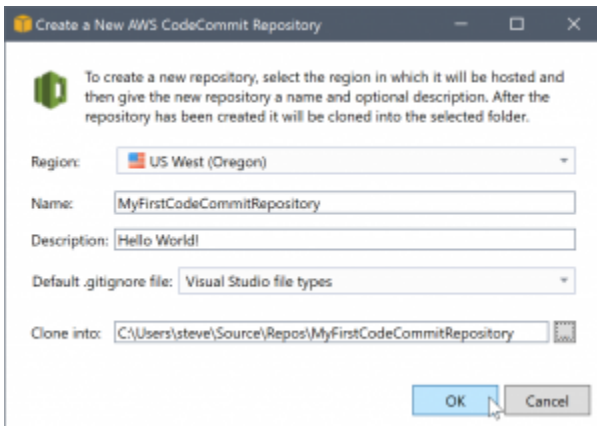 Create a New AWS CodeCommit Repository
To create a new repository, select the region in which it will be hosted and
then give the new repository a name and optional description. After the
repository has been created it will be cloned into the selected folder.
Region: US West (Oregon)
Name: MyFirstCodeCommitRepository
Description: Hello World!
Default .gitignore file: Visual Studio file types
Clone into: C:\Users\steve\Source\Repos\MyFirstCodeCommitRepository
OK Cancel